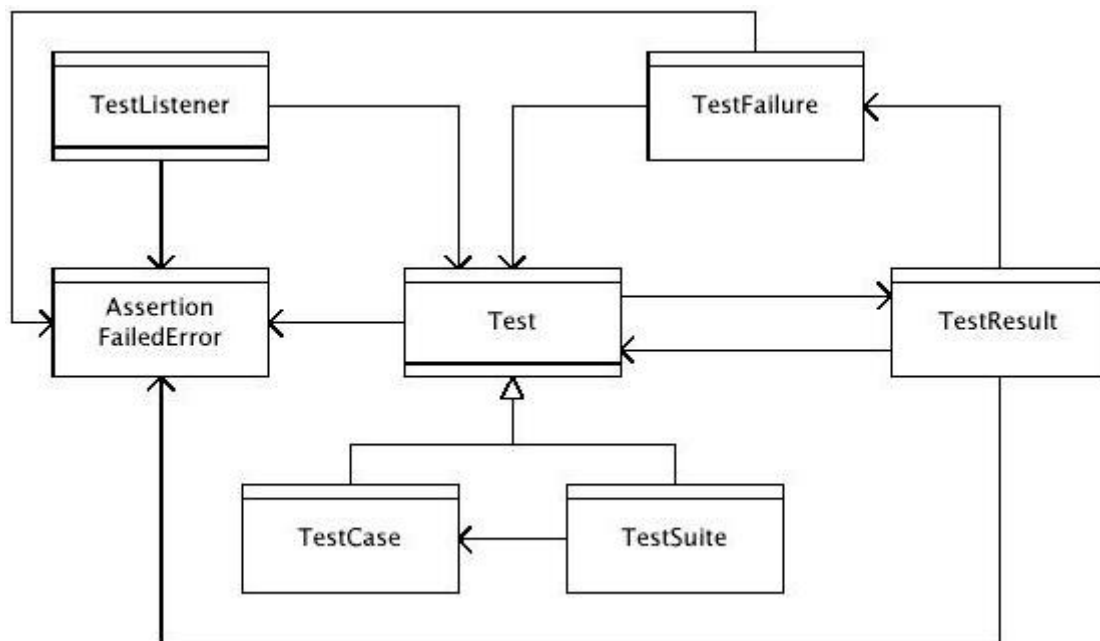 TestListener
TestFailure
Assertion
FailedError
Test
TestResult
TestCase
TestSuite